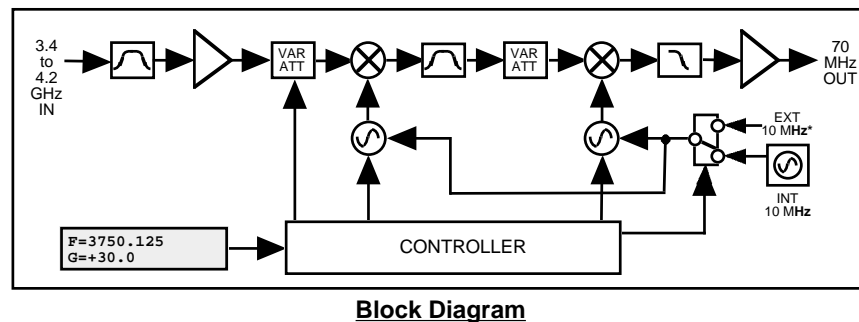 3.4
to
4.2
GHz
IN
VAR
ATT
VAR
ATT
70
MHz
OUT
EXT
10 MHz*
INT
10 MHz
F=3750.125
G=+30.0
CONTROLLER
Block Diagram